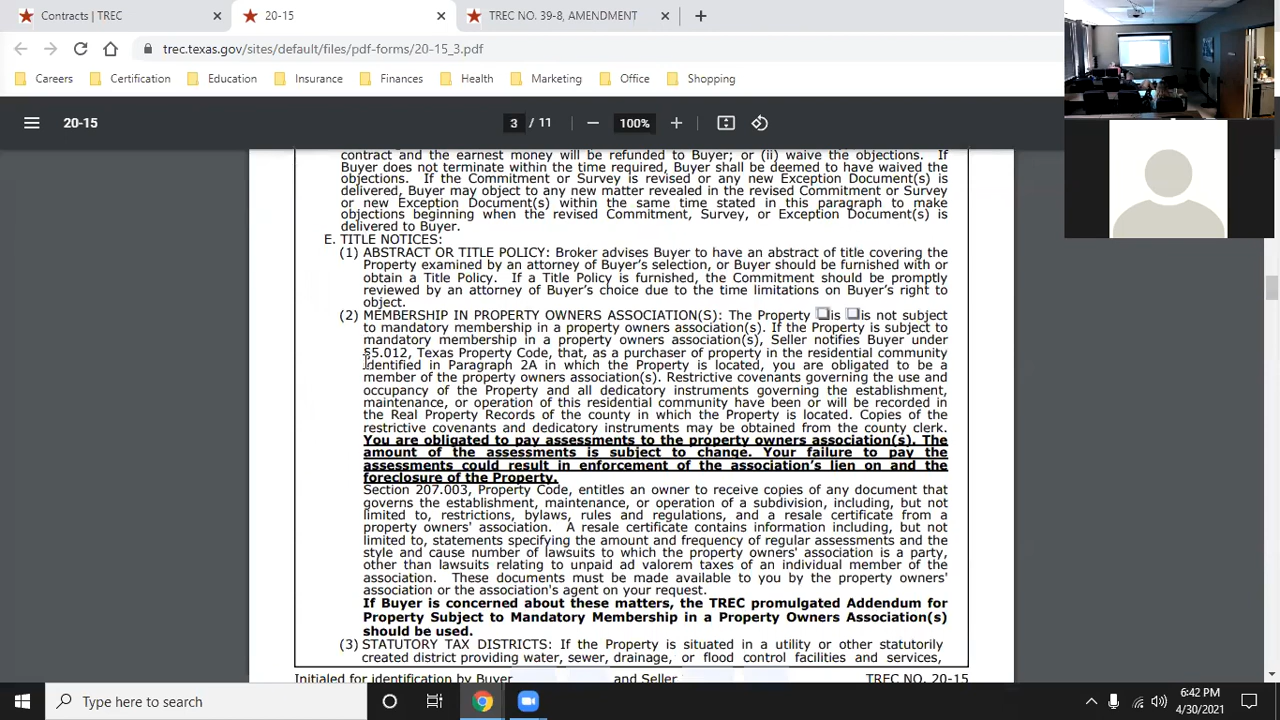 Contracts | TREC
20-15
TREC NO. 39-8, AMENDMENT
trec.texas.gov/sites/default/files/pdf-forms/20-15_3.pdf
Careers Certification Education Insurance Finances Health Marketing Office Shopping
20-15 3 / 11 100%
contract and the earnest money will be refunded to Buyer; or (ii) waive the objections. If
Buyer does not terminate within the time required, Buyer shall be deemed to have waived the
objections. If the Commitment or Survey is revised or any new Exception Document(s) is
delivered, Buyer may object to any new matter revealed in the revised Commitment or Survey
or new Exception Document(s) within the same time stated in this paragraph to make
objections beginning when the revised Commitment, Survey, or Exception Document(s) is
delivered to Buyer.
E. TITLE NOTICES:
(1) ABSTRACT OR TITLE POLICY: Broker advises Buyer to have an abstract of title covering the
Property examined by an attorney of Buyer's selection, or Buyer should be furnished with or
obtain a Title Policy. If a Title Policy is furnished, the Commitment should be promptly
reviewed by an attorney of Buyer's choice due to the time limitations on Buyer's right to
object.
(2) MEMBERSHIP IN PROPERTY OWNERS ASSOCIATION(S): The Property is is not subject
to mandatory membership in a property owners association(s). If the Property is subject to
mandatory membership in a property owners association(s), Seller notifies Buyer under
§5.012, Texas Property Code, that, as a purchaser of property in the residential community
identified in Paragraph 2A in which the Property is located, you are obligated to be a
member of the property owners association(s). Restrictive covenants governing the use and
occupancy of the Property and all dedicatory instruments governing the establishment,
maintenance, or operation of this residential community have been or will be recorded in
the Real Property Records of the county in which the Property is located. Copies of the
restrictive covenants and dedicatory instruments may be obtained from the county clerk.
You are obligated to pay assessments to the property owners association(s). The
amount of the assessments is subject to change. Your failure to pay the
assessments could result in enforcement of the association's lien on and the
foreclosure of the Property.
Section 207.003, Property Code, entitles an owner to receive copies of any document that
governs the establishment, maintenance, or operation of a subdivision, including, but not
limited to, restrictions, bylaws, rules and regulations, and a resale certificate from a
property owners' association. A resale certificate contains information including, but not
limited to, statements specifying the amount and frequency of regular assessments and the
style and cause number of lawsuits to which the property owners' association is a party,
other than lawsuits relating to unpaid ad valorem taxes of an individual member of the
association. These documents must be made available to you by the property owners'
association or the association's agent on your request.
If Buyer is concerned about these matters, the TREC promulgated Addendum for
Property Subject to Mandatory Membership in a Property Owners Association(s)
should be used.
(3) STATUTORY TAX DISTRICTS: If the Property is situated in a utility or other statutorily
created district providing water, sewer, drainage, or flood control facilities and services,
Initialed for identification by Buyer and Seller TREC NO. 20-15
Type here to search
6:42 PM
4/30/2021